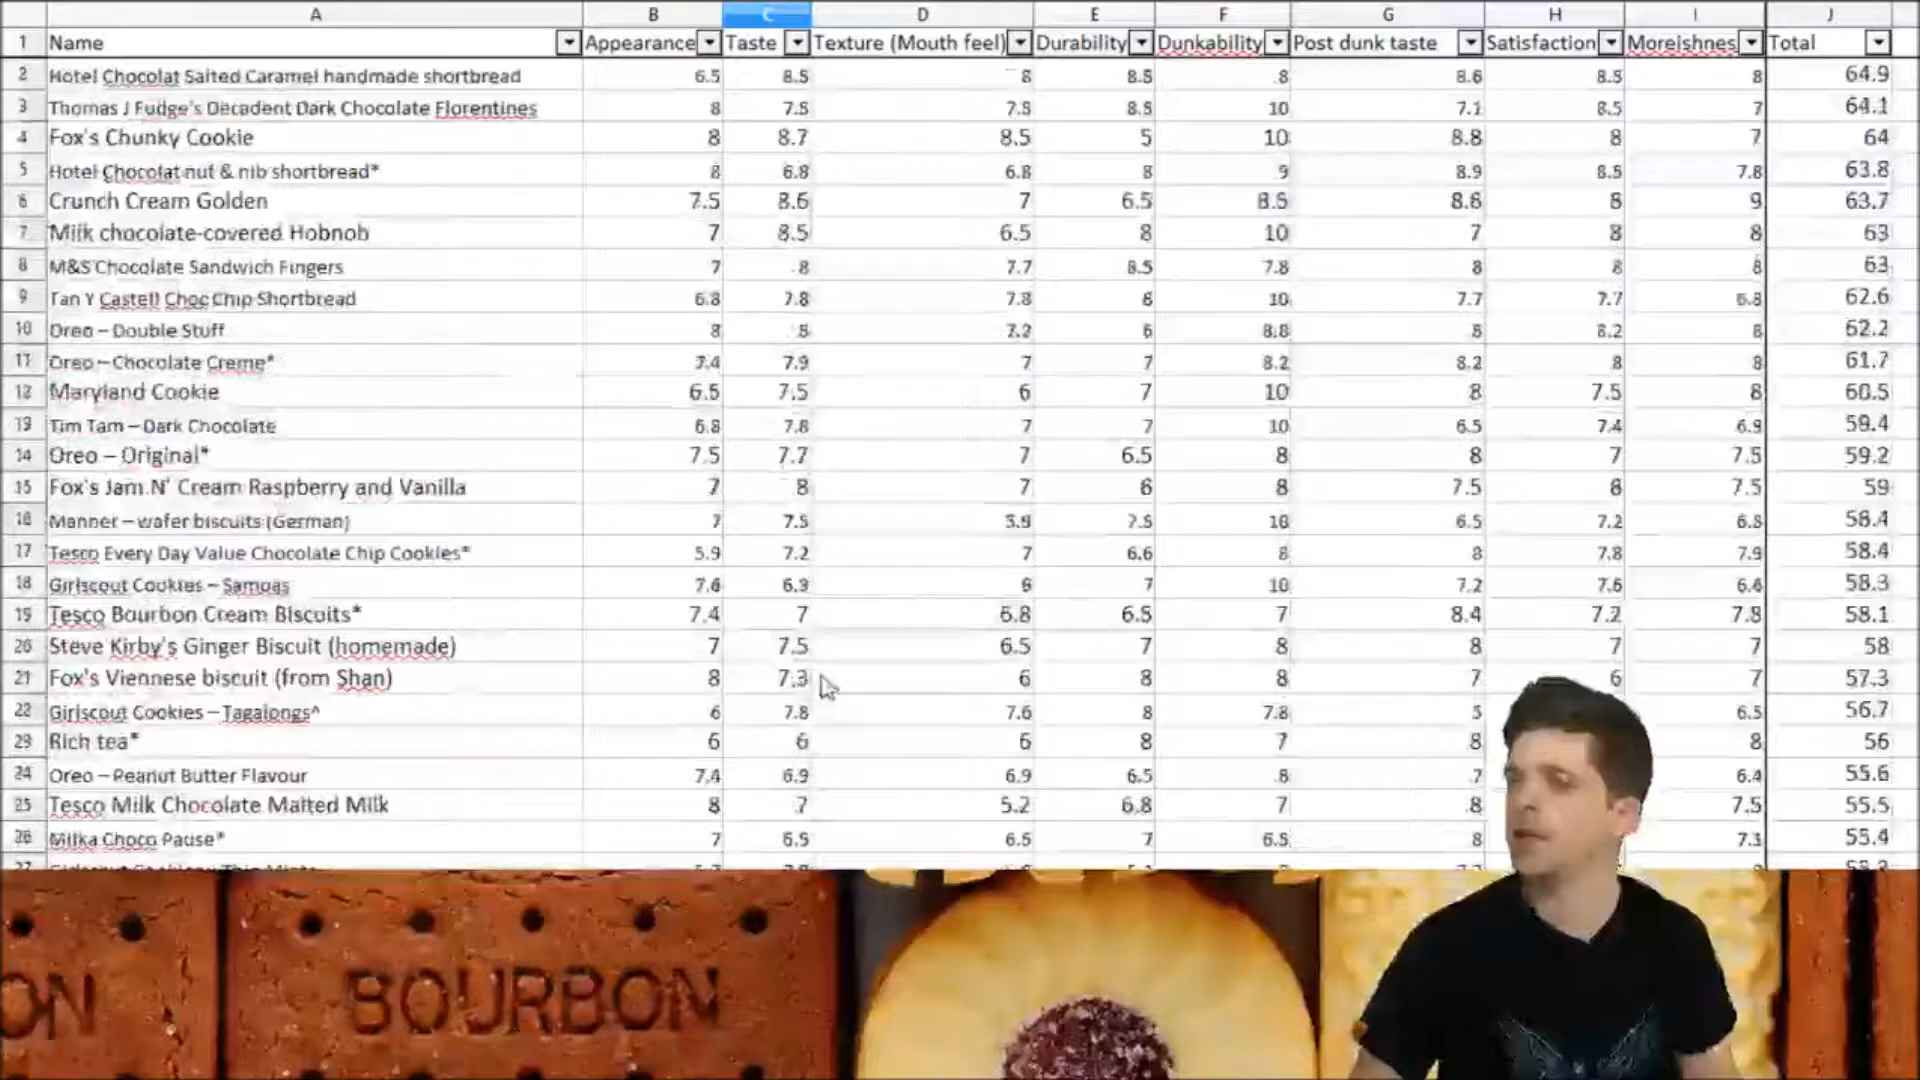 A B C D E F G H I J
1 Name Appearance Taste Texture (Mouth feel) Durability Dunkability Post dunk taste Satisfaction Moreishnes Total
2 Hotel Chocolat Salted Caramel handmade shortbread 6.5 8.5 8 8.5 8 8.6 8.5 8 64.9
3 Thomas J Fudge's Decadent Dark Chocolate Florentines 8 7.5 7.5 8.5 10 7.1 8.5 7 64.1
4 Fox's Chunky Cookie 8 8.7 8.5 5 10 8.8 8 7 64
5 Hotel Chocolat nut & nib shortbread* 8 6.8 6.8 8 9 8.9 8.5 7.8 63.8
6 Crunch Cream Golden 7.5 8.6 7 6.5 8.5 8.6 8 9 63.7
7 Milk chocolate-covered Hobnob 7 8.5 6.5 8 10 7 8 8 63
8 M&S Chocolate Sandwich Fingers 7 8 7.7 8.5 7.8 8 8 8 63
9 Tan Y Castell Choc Chip Shortbread 6.8 7.8 7.8 8 10 7.7 7.7 6.8 62.6
10 Oreo – Double Stuff 8 8 7.2 6 8.8 8 8.2 8 62.2
11 Oreo – Chocolate Creme* 7.4 7.9 7 7 8.2 8.2 8 8 61.7
12 Maryland Cookie 6.5 7.5 6 7 10 8 7.5 8 60.5
13 Tim Tam – Dark Chocolate 6.8 7.8 7 7 10 6.5 7.4 6.9 59.4
14 Oreo – Original* 7.5 7.7 7 6.5 8 8 7 7.5 59.2
15 Fox's Jam N' Cream Raspberry and Vanilla 7 8 7 6 8 7.5 8 7.5 59
16 Manner – wafer biscuits (German) 7 7.5 5.9 7.5 10 6.5 7.2 6.8 58.4
17 Tesco Every Day Value Chocolate Chip Cookies* 5.9 7.2 7 6.6 8 8 7.8 7.9 58.4
18 Girlscout Cookies – Samoas 7.6 6.3 6 7 10 7.2 7.6 6.6 58.3
19 Tesco Bourbon Cream Biscuits* 7.4 7 6.8 6.5 7 8.4 7.2 7.8 58.1
20 Steve Kirby's Ginger Biscuit (homemade) 7 7.5 6.5 7 8 8 7 7 58
21 Fox's Viennese biscuit (from Shan) 8 7.3 6 8 8 7 6 7 57.3
22 Girlscout Cookies – Tagalongs^ 6 7.8 7.6 8 7.8 5 6.5 56.7
23 Rich tea* 6 6 6 8 7 8 8 56
24 Oreo – Peanut Butter Flavour 7.4 6.9 6.9 6.5 8 7 6.4 55.6
25 Tesco Milk Chocolate Malted Milk 8 7 5.2 6.8 7 8 7.5 55.5
26 Milka Choco Pause* 7 6.5 6.5 7 6.5 8 7.3 55.4
ON BOURBON